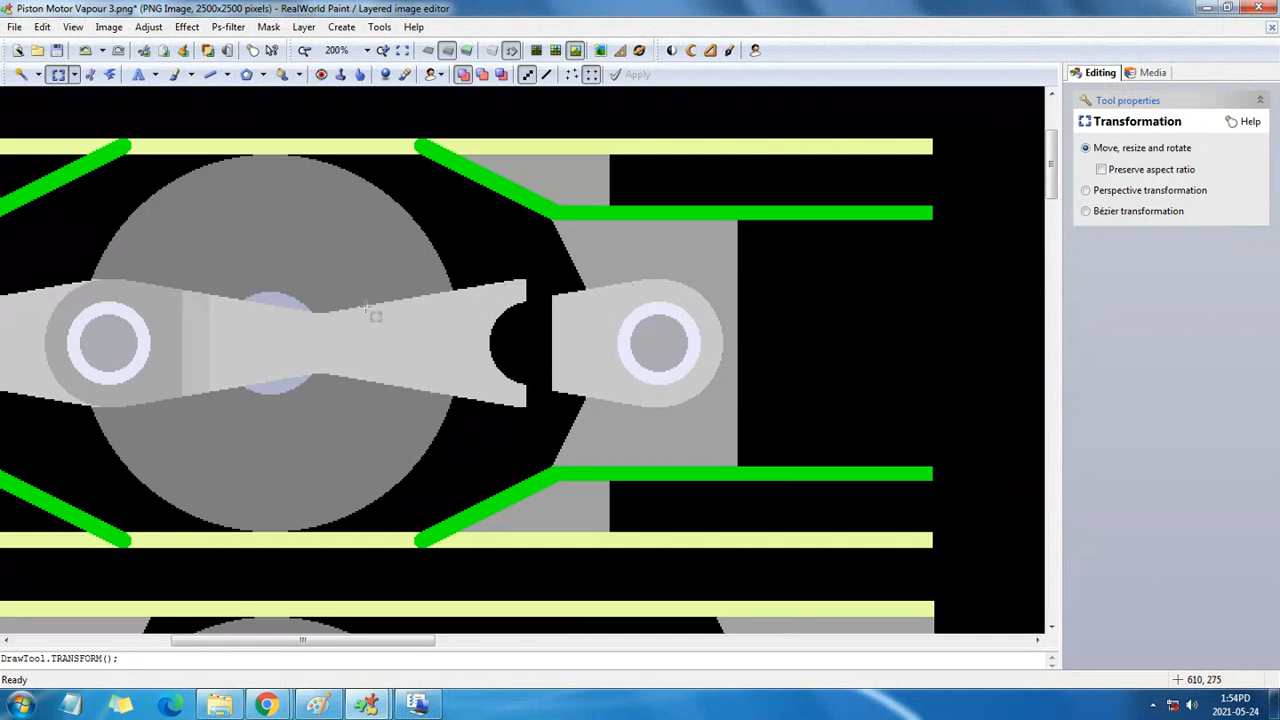 Piston Motor Vapour 3.png* (PNG Image, 2500x2500 pixels) - RealWorld Paint / Layered image editor
File Edit View Image Adjust Effect Ps-filter Mask Layer Create Tools Help
200%
Apply
Editing Media
Tool properties
Transformation Help
Move, resize and rotate
Preserve aspect ratio
Perspective transformation
Bézier transformation
DrawTool.TRANSFORM();
Ready 610, 275
1:54PD
2021-05-24